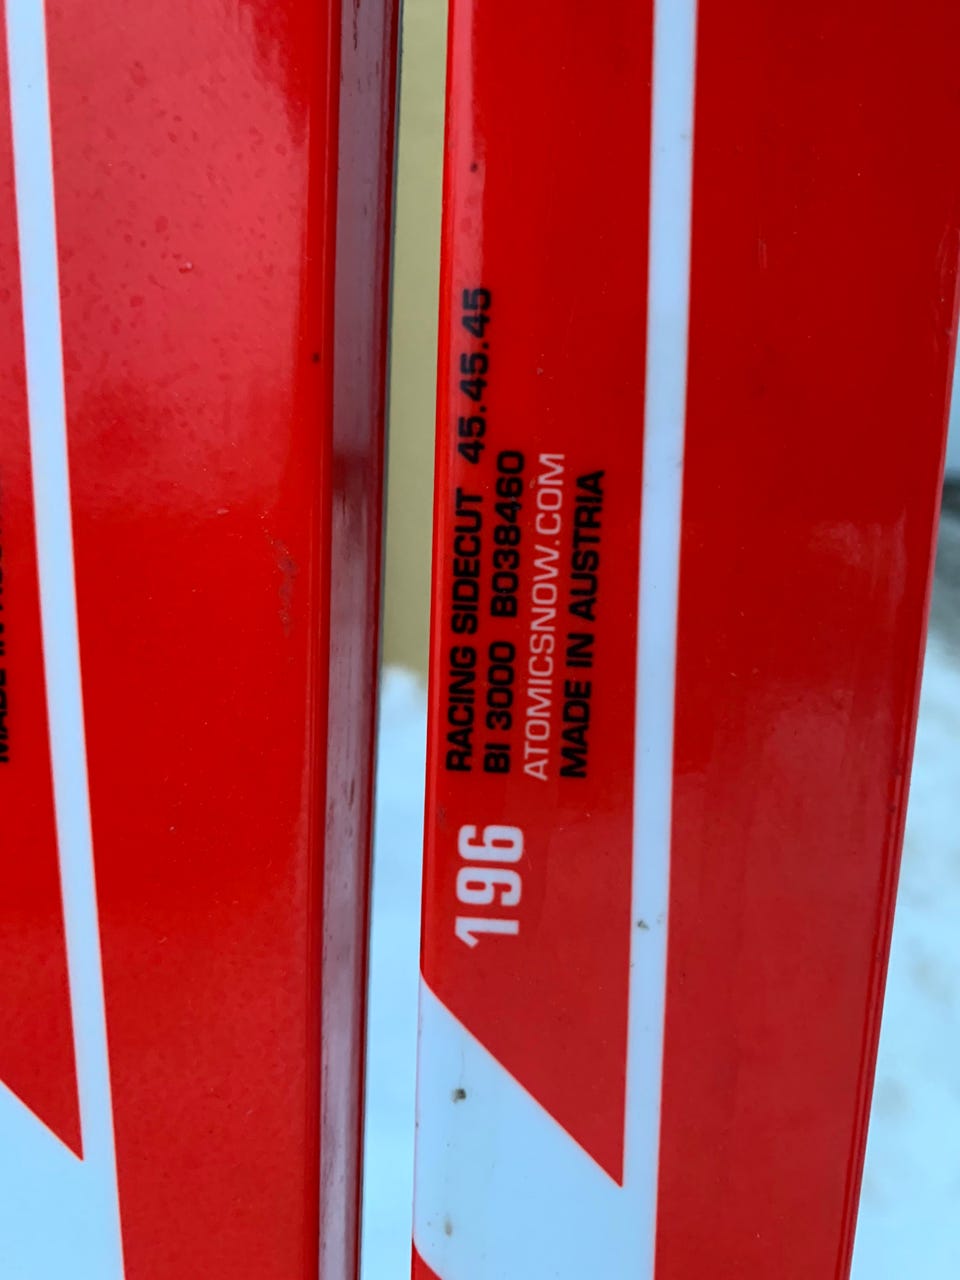 RACING SIDECUT 45.45.45
BI 3000 B038460
ATOMICSNOW.COM
MADE IN AUSTRIA
196